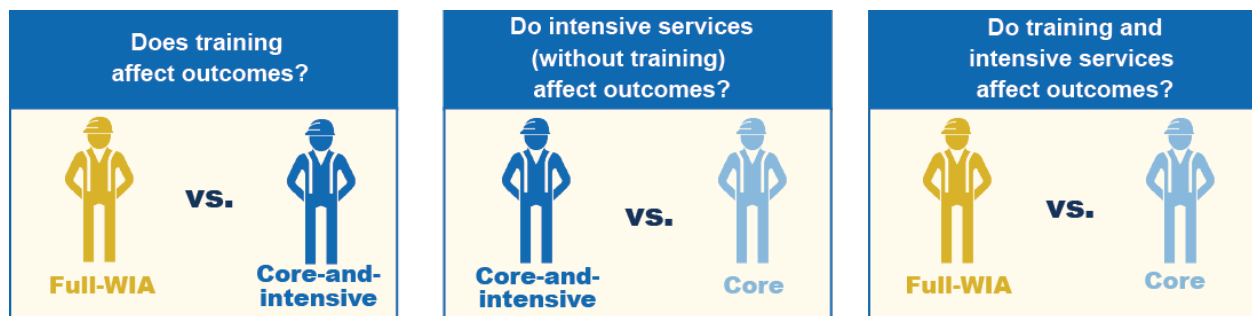 Does training
affect outcomes?
vs.
Full-WIA
Core-and-
intensive
Do intensive services
(without training)
affect outcomes?
vs.
Core-and-
intensive
Core
Do training and
intensive services
affect outcomes?
vs.
Full-WIA
Core